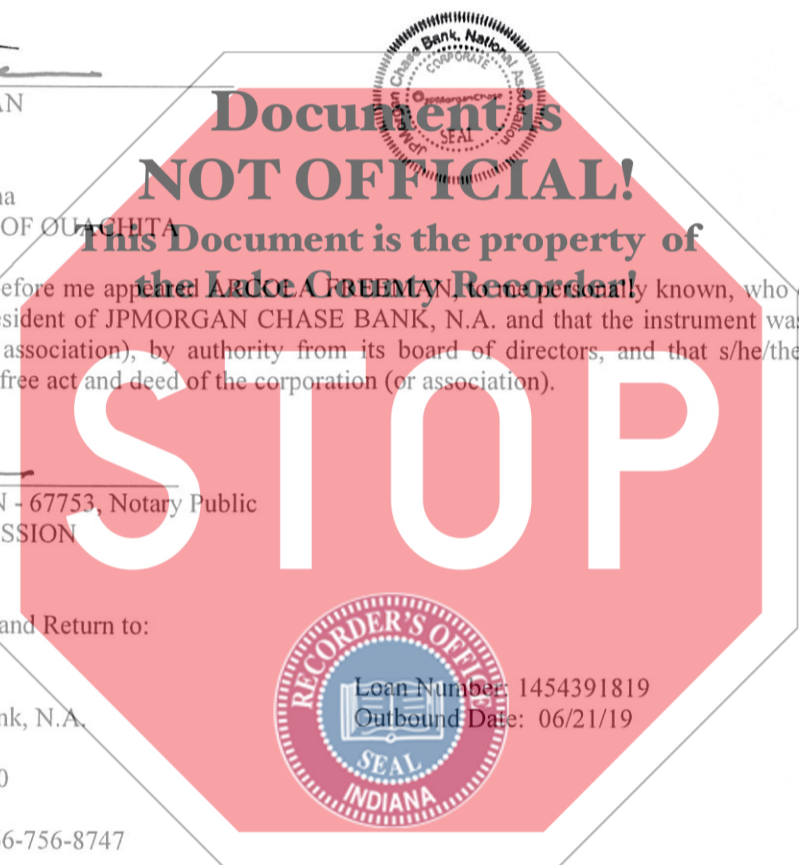 JPMorgan Chase Bank, National Association.
CORPORATE
JPMorganChase
SEAL
AN
Document is
NOT OFFICIAL!
na
OF OUACHITA
This Document is the property of
the Lake County Recorder!
efore me appeared ARKOLA FREEMAN, to me personally known, who
esident of JPMORGAN CHASE BANK, N.A. and that the instrument was
association), by authority from its board of directors, and that s/he/the
free act and deed of the corporation (or association).
STOP
N - 67753, Notary Public
SSION
and Return to:
RECORDER'S OFFICE
SEAL
INDIANA
Loan Number: 1454391819
nk, N.A.
Outbound Date: 06/21/19
0
6-756-8747